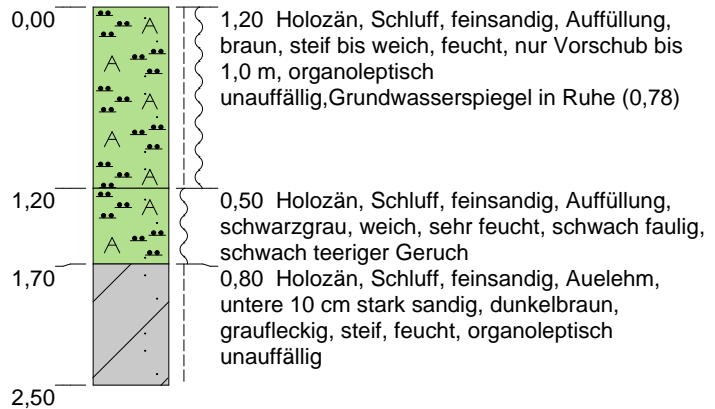 0,00
1,20 Holozän, Schluff, feinsandig, Auffüllung,
braun, steif bis weich, feucht, nur Vorschub bis
1,0 m, organoleptisch
unauffällig,Grundwasserspiegel in Ruhe (0,78)
1,20
0,50 Holozän, Schluff, feinsandig, Auffüllung,
schwarzgrau, weich, sehr feucht, schwach faulig,
schwach teeriger Geruch
1,70
0,80 Holozän, Schluff, feinsandig, Auelehm,
untere 10 cm stark sandig, dunkelbraun,
graufleckig, steif, feucht, organoleptisch
unauffällig
2,50
A
A
A
A
A
A
A
A